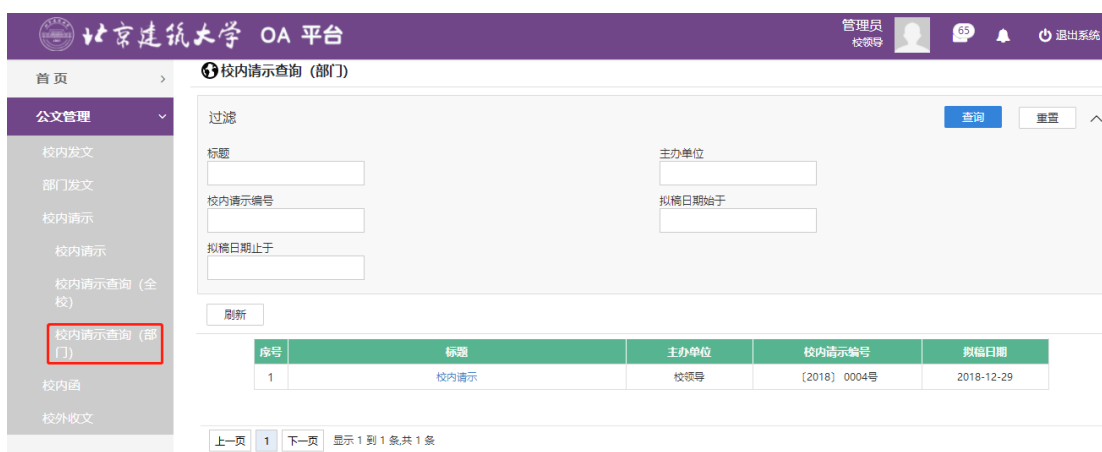 北京建筑大学 OA 平台
管理员
校领导
65
退出系统
首页
校内请示查询（部门）
公文管理
过滤
查询
重置
校内发文
标题
主办单位
部门发文
校内请示编号
拟稿日期始于
校内请示
拟稿日期止于
校内请示
校内请示查询（全
校）
刷新
校内请示查询（部
门）
序号 标题 主办单位 校内请示编号 拟稿日期
1 校内请示 校领导 〔2018〕 0004号 2018-12-29
校内函
校外收文
上一页 1 下一页 显示 1 到 1 条,共 1 条